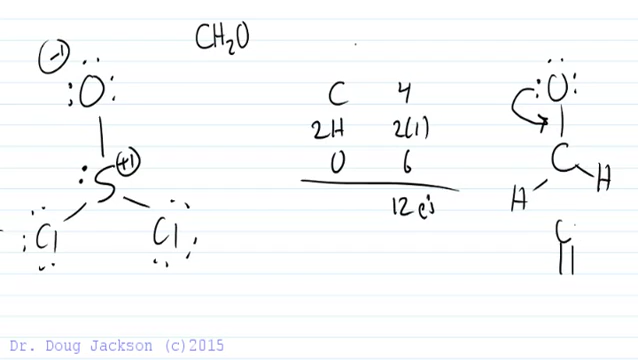 CH₂O
-1
:O:
+1
:S
:Cl
Cl:
C 4
2H 2(1)
O 6
12 e's
:O:
C
H H
C
Dr. Doug Jackson (c)2015